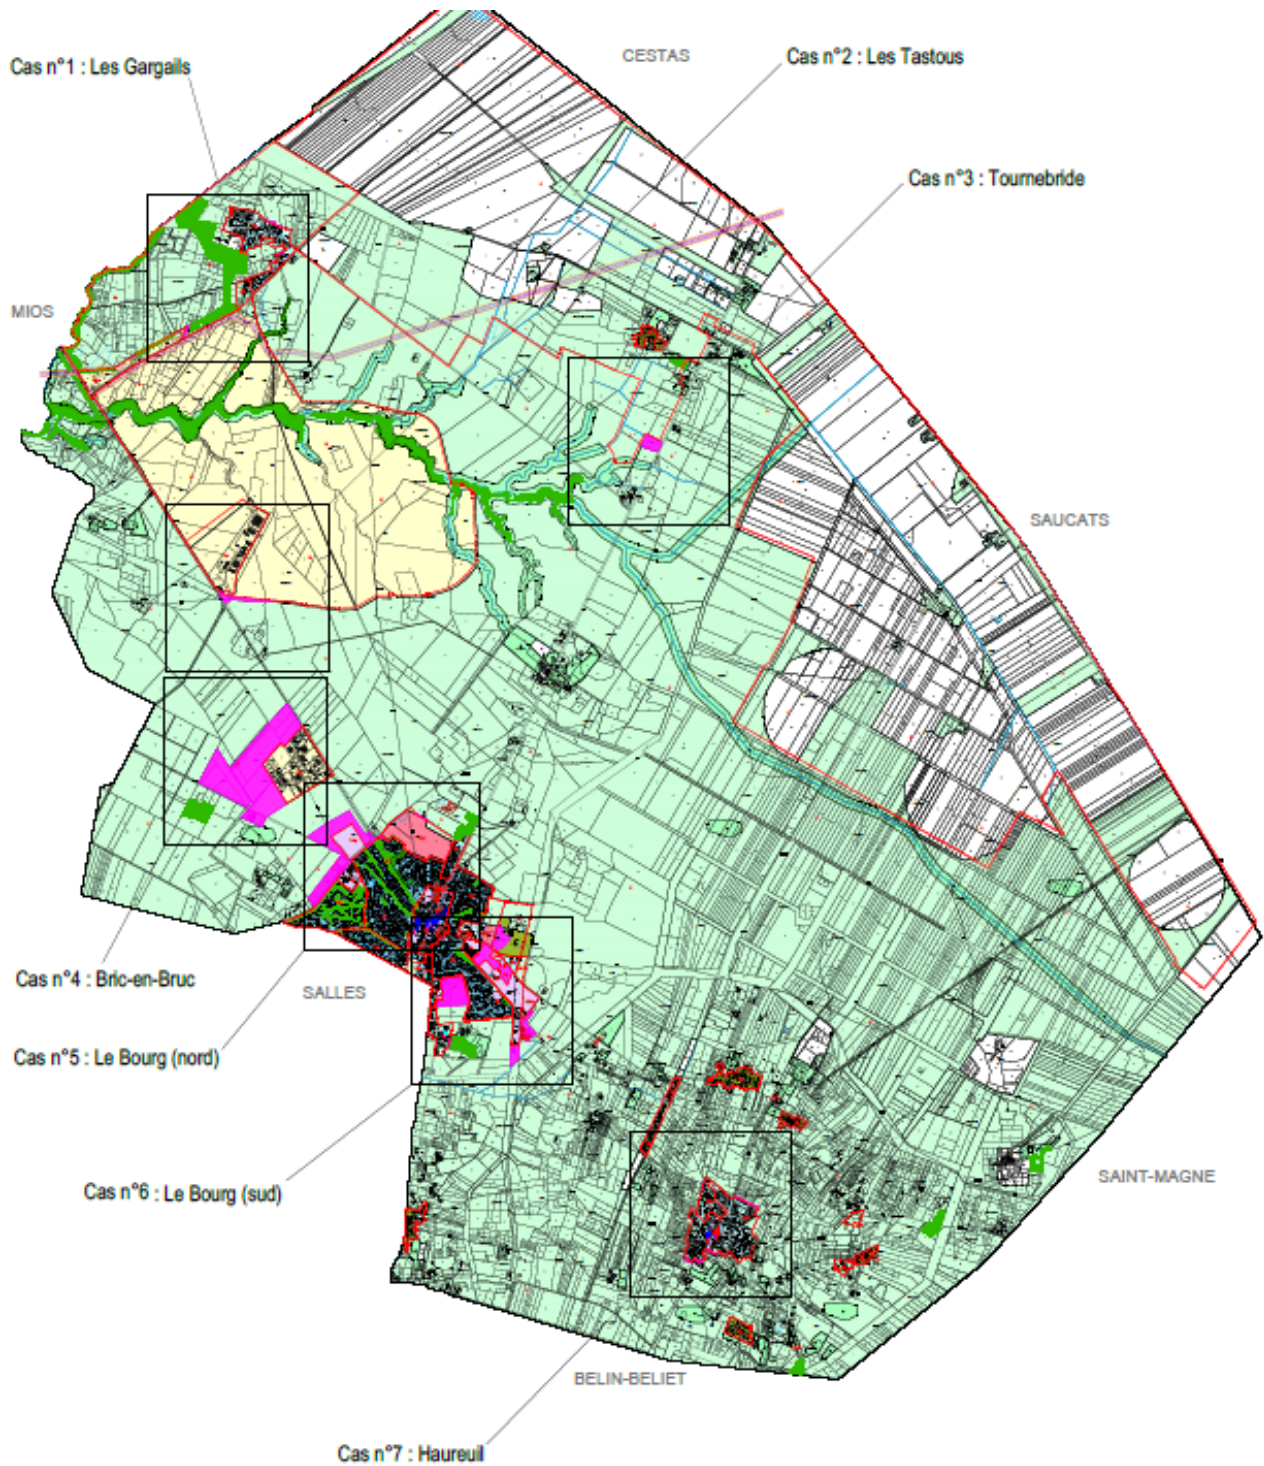 CESTAS
Cas n°1 : Les Gargails
Cas n°2 : Les Tastous
Cas n°3 : Tournebride
MIOS
SAUCATS
Cas n°4 : Bric-en-Bruc
SALLES
Cas n°5 : Le Bourg (nord)
Cas n°6 : Le Bourg (sud)
SAINT-MAGNE
BELIN-BELIET
Cas n°7 : Haureuil